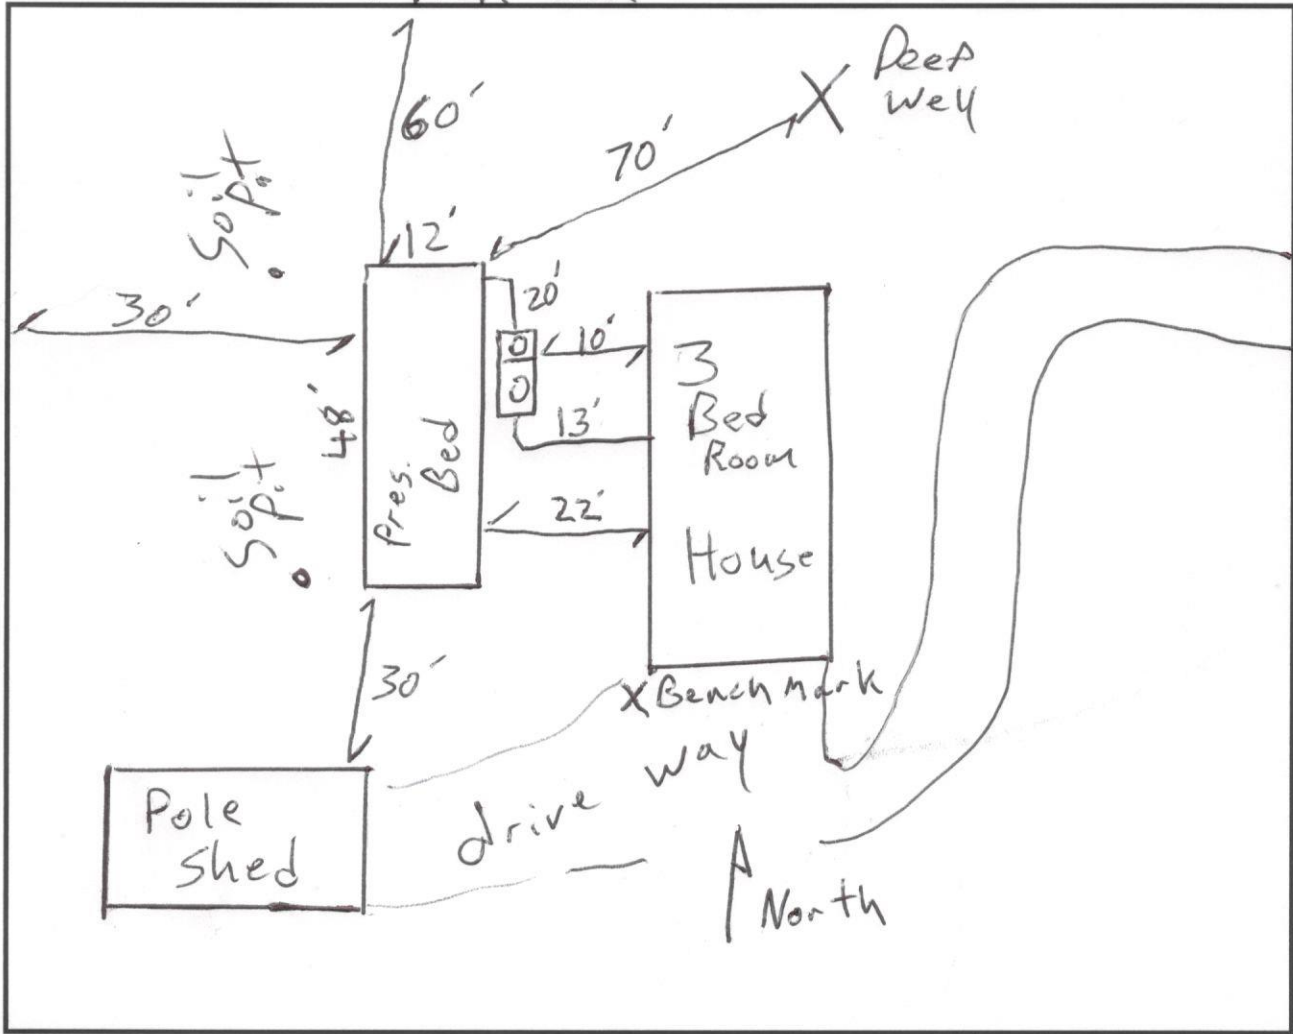 60'
Deep
Well
70'
Soil
Pit
12'
20'
30'
10'
3
Bed
Room
House
48'
Pres.
Bed
13'
Soil
Pit
22'
30'
X Bench Mark
drive way
Pole
Shed
North